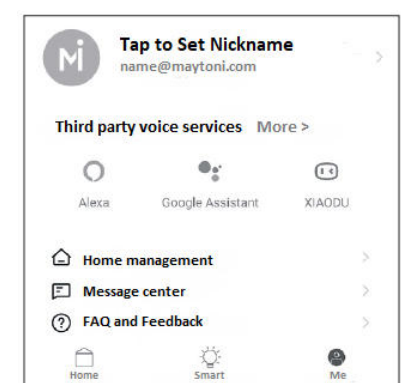 Mi
Tap to Set Nickname
name@maytoni.com
Third party voice services More >
Alexa Google Assistant XIAODU
Home management
Message center
FAQ and Feedback
Home Smart Me